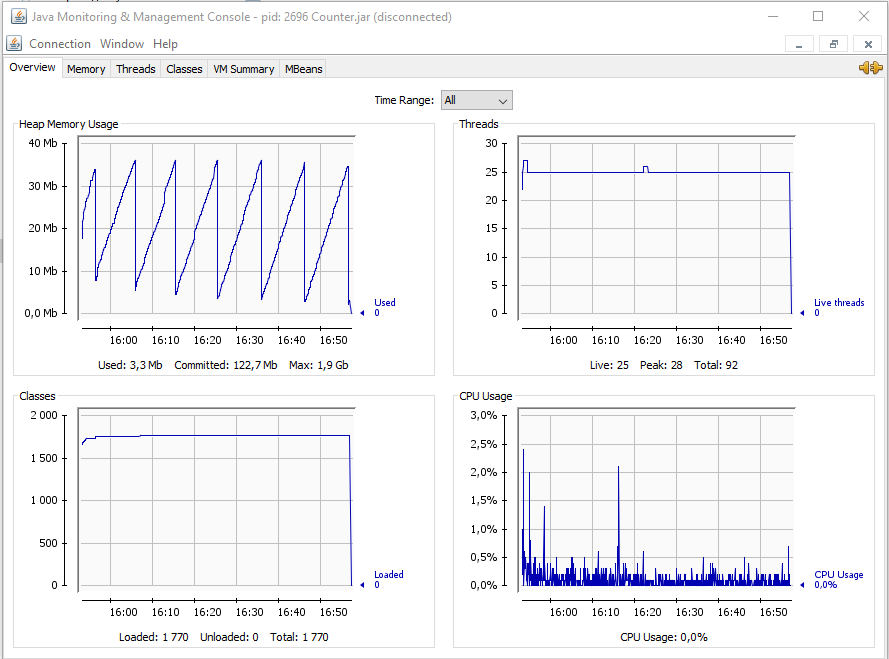 Java Monitoring & Management Console - pid: 2696 Counter.jar (disconnected)
Connection Window Help
Overview Memory Threads Classes VM Summary MBeans
Time Range: All
Heap Memory Usage
40 Mb
30 Mb
20 Mb
10 Mb
0,0 Mb
Used
0
16:00 16:10 16:20 16:30 16:40 16:50
Used: 3,3 Mb Committed: 122,7 Mb Max: 1,9 Gb
Threads
30
25
20
15
10
5
0
Live threads
0
16:00 16:10 16:20 16:30 16:40 16:50
Live: 25 Peak: 28 Total: 92
Classes
2 000
1 500
1 000
500
0
Loaded
0
16:00 16:10 16:20 16:30 16:40 16:50
Loaded: 1 770 Unloaded: 0 Total: 1 770
CPU Usage
3,0%
2,5%
2,0%
1,5%
1,0%
0,5%
0,0%
CPU Usage
0,0%
16:00 16:10 16:20 16:30 16:40 16:50
CPU Usage: 0,0%